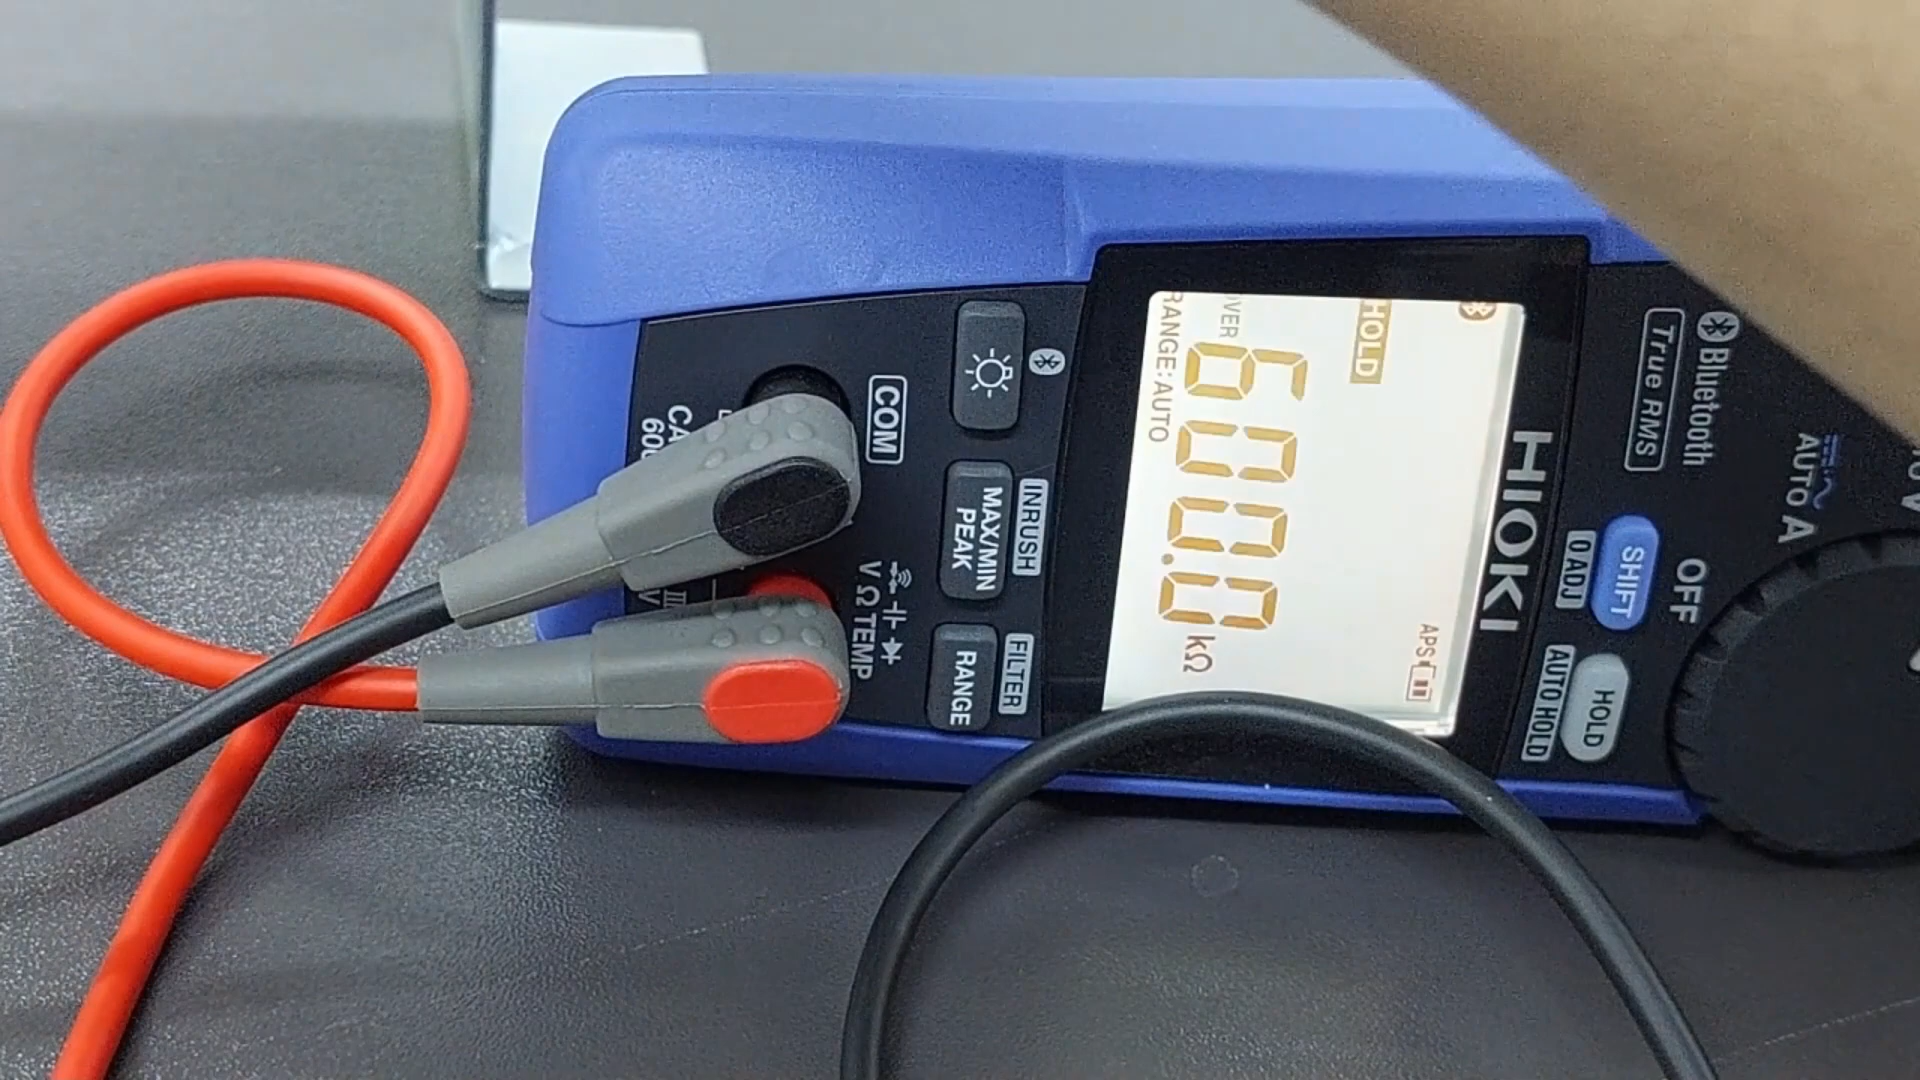 Bluetooth
True RMS
AUTO A
OFF
SHIFT
0 ADJ
HOLD
AUTO HOLD
HIOKI
HOLD
APS
OVER
600.0 kΩ
RANGE: AUTO
INRUSH
MAX/MIN
PEAK
FILTER
RANGE
COM
V Ω TEMP